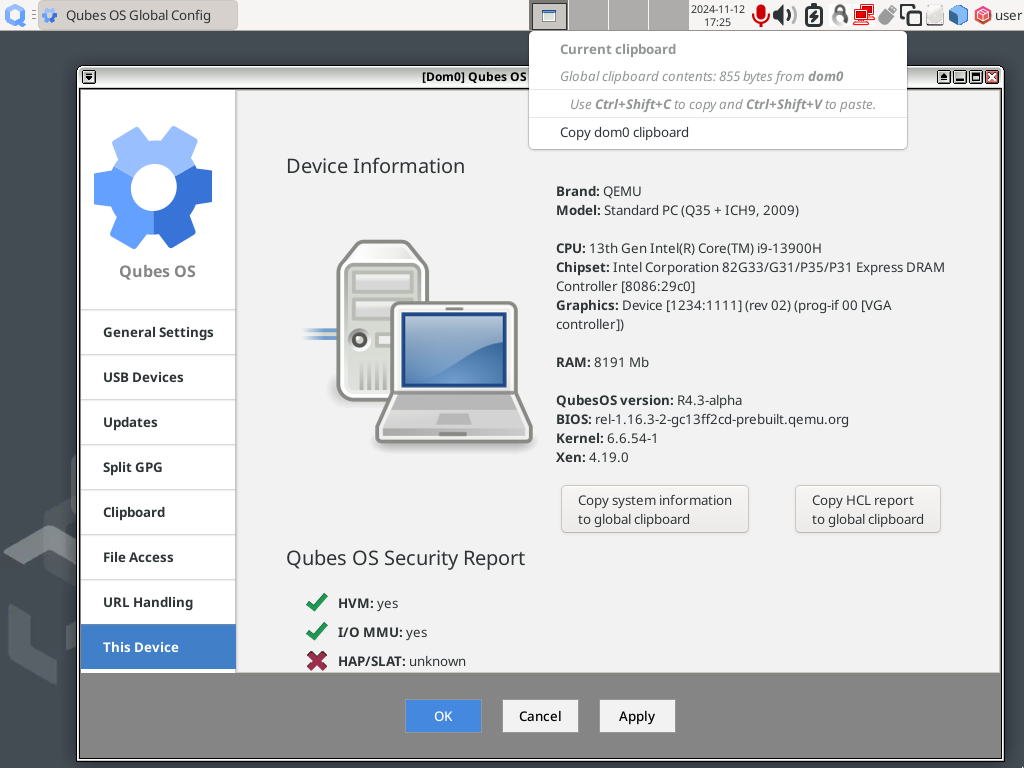 Qubes OS Global Config
2024-11-12
17:25
user
Current clipboard
Global clipboard contents: 855 bytes from dom0
Use Ctrl+Shift+C to copy and Ctrl+Shift+V to paste.
Copy dom0 clipboard
[Dom0] Qubes OS
Qubes OS
General Settings
USB Devices
Updates
Split GPG
Clipboard
File Access
URL Handling
This Device
Device Information
Brand: QEMU
Model: Standard PC (Q35 + ICH9, 2009)
CPU: 13th Gen Intel(R) Core(TM) i9-13900H
Chipset: Intel Corporation 82G33/G31/P35/P31 Express DRAM
Controller [8086:29c0]
Graphics: Device [1234:1111] (rev 02) (prog-if 00 [VGA
controller])
RAM: 8191 Mb
QubesOS version: R4.3-alpha
BIOS: rel-1.16.3-2-gc13ff2cd-prebuilt.qemu.org
Kernel: 6.6.54-1
Xen: 4.19.0
Copy system information
to global clipboard
Copy HCL report
to global clipboard
Qubes OS Security Report
HVM: yes
I/O MMU: yes
HAP/SLAT: unknown
OK
Cancel
Apply